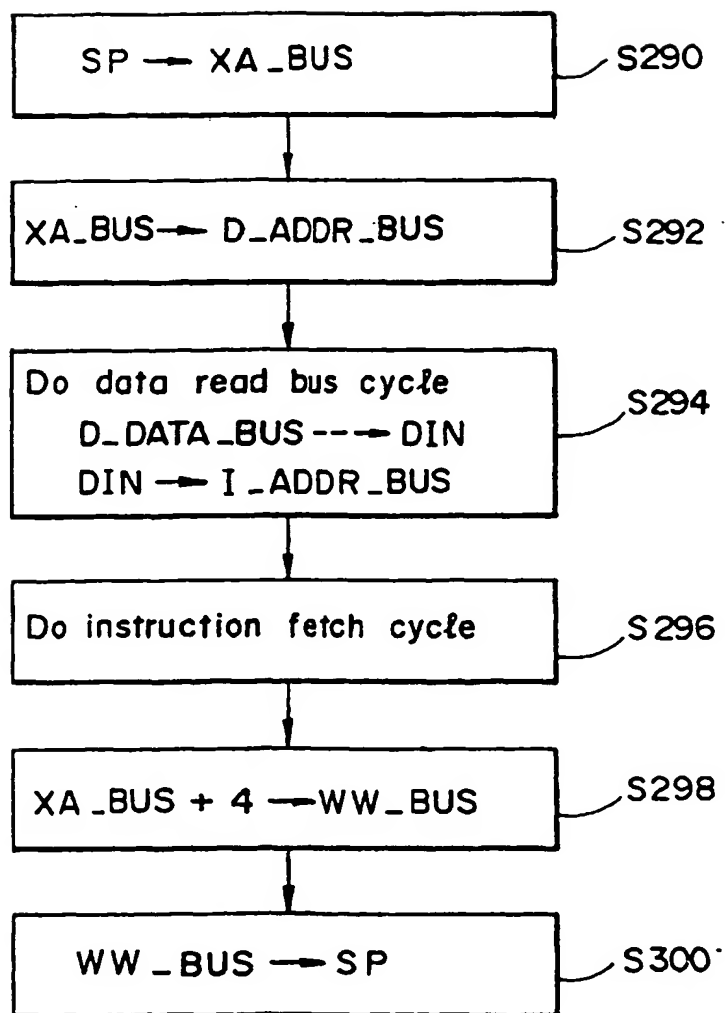 SP → XA_BUS S290
XA_BUS → D_ADDR_BUS S292
Do data read bus cycle
D_DATA_BUS --→ DIN S294
DIN → I_ADDR_BUS
Do instruction fetch cycle S296
XA_BUS + 4 → WW_BUS S298
WW_BUS → SP S300